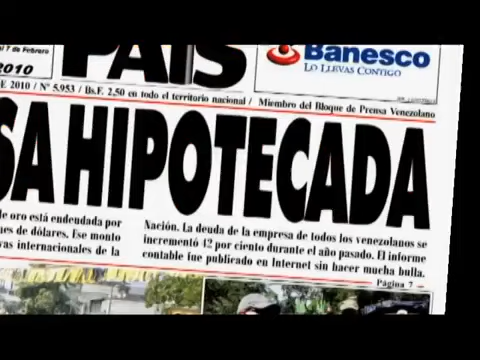 al 7 de Febrero
2010
PAÍS
Banesco
LO LLEVAS CONTIGO
DE 2010 / Nº 5.953 / Bs.F. 2,50 en todo el territorio nacional / Miembro del Bloque de Prensa Venezolano
SA HIPOTECADA
de oro está endeudada por
nes de dólares. Ese monto
vas internacionales de la
Nación. La deuda de la empresa de todos los venezolanos se
incrementó 42 por ciento durante el año pasado. El informe
contable fue publicado en Internet sin hacer mucha bulla.
Página 7